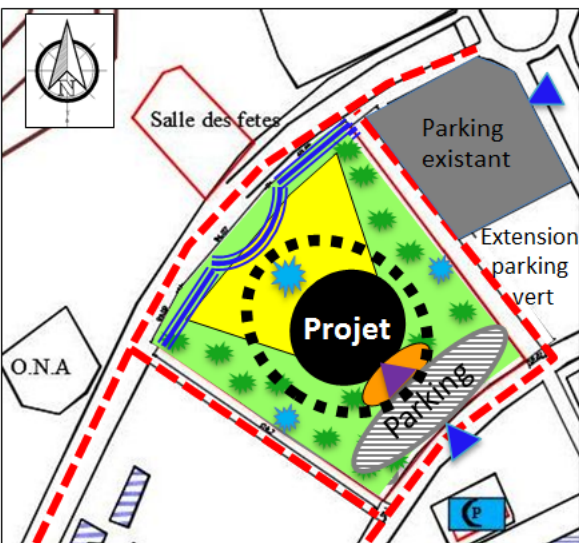 N
Salle des fetes
Parking
existant
Extension
parking
vert
Projet
O.N.A
Parking
P